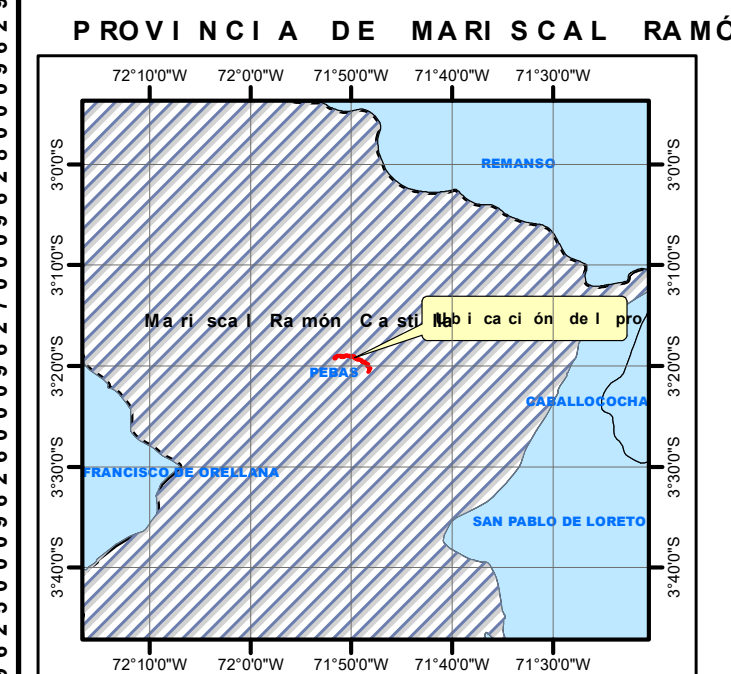 PROVINCIA DE MARISCAL RAMÓ
72°10'0"W 72°0'0"W 71°50'0"W 71°40'0"W 71°30'0"W
3°0'0"S REMANSO 3°0'0"S
3°10'0"S 3°10'0"S
Mariscal Ramón Castilla Ubicación del pro
3°20'0"S PEBAS 3°20'0"S
CABALLOCOCHA
3°30'0"S FRANCISCO DE ORELLANA 3°30'0"S
SAN PABLO DE LORETO
3°40'0"S 3°40'0"S
72°10'0"W 72°0'0"W 71°50'0"W 71°40'0"W 71°30'0"W